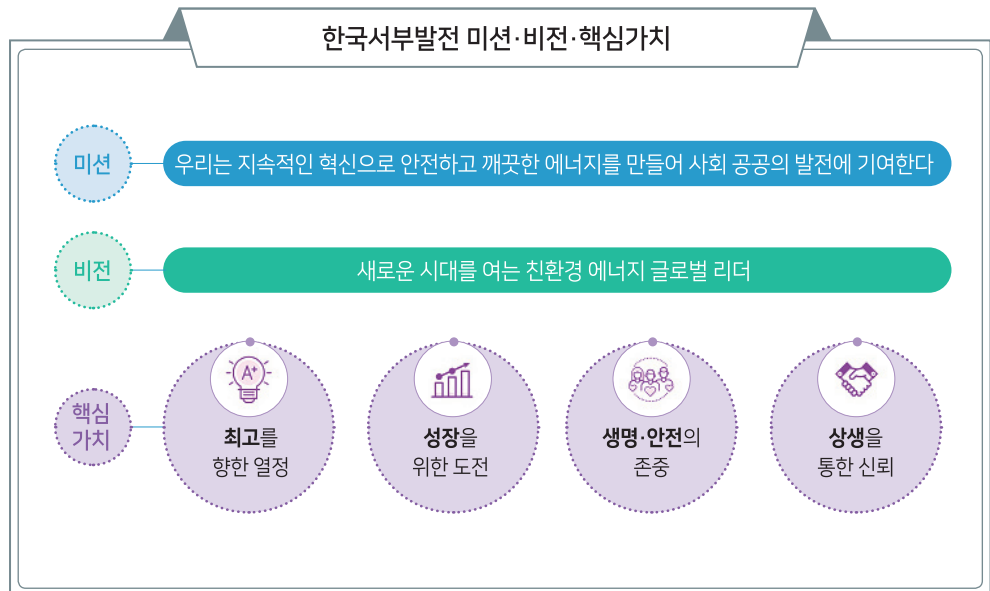 한국서부발전 미션·비전·핵심가치
미션
우리는 지속적인 혁신으로 안전하고 깨끗한 에너지를 만들어 사회 공공의 발전에 기여한다
비전
새로운 시대를 여는 친환경 에너지 글로벌 리더
핵심
가치
A+
최고를
향한 열정
성장을
위한 도전
생명·안전의
존중
상생을
통한 신뢰